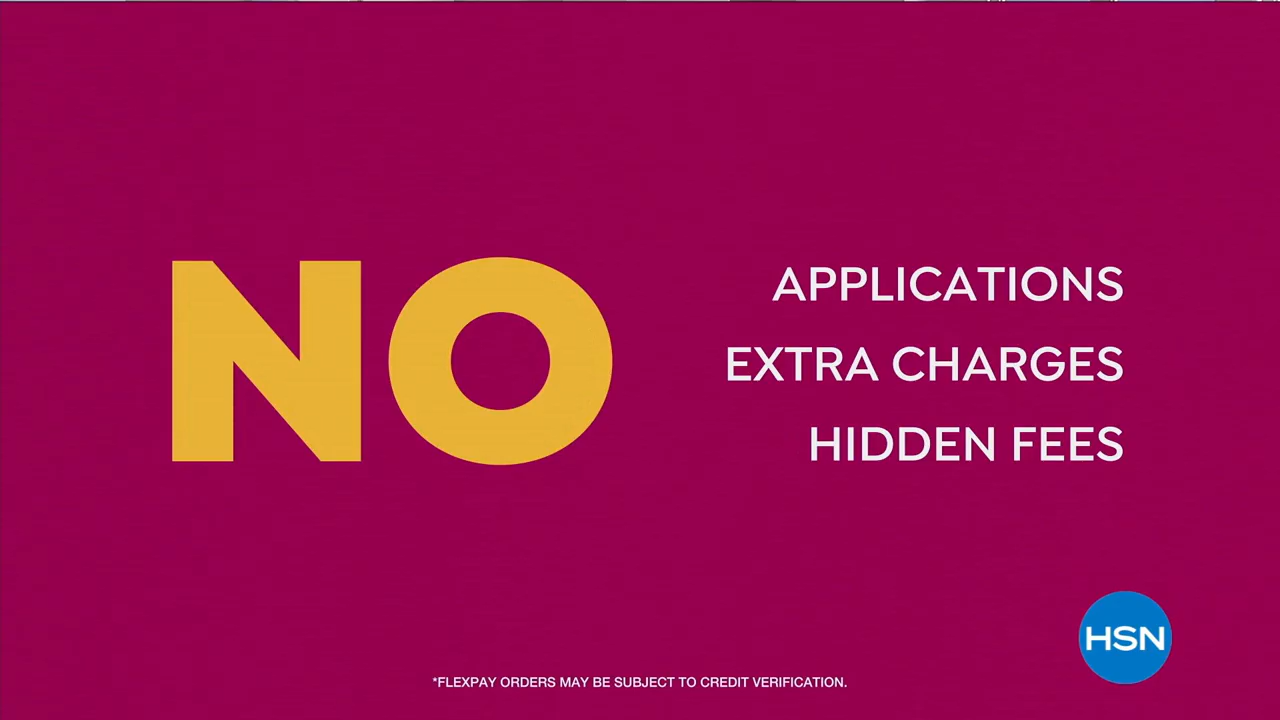 NO
APPLICATIONS
EXTRA CHARGES
HIDDEN FEES
HSN
*FLEXPAY ORDERS MAY BE SUBJECT TO CREDIT VERIFICATION.